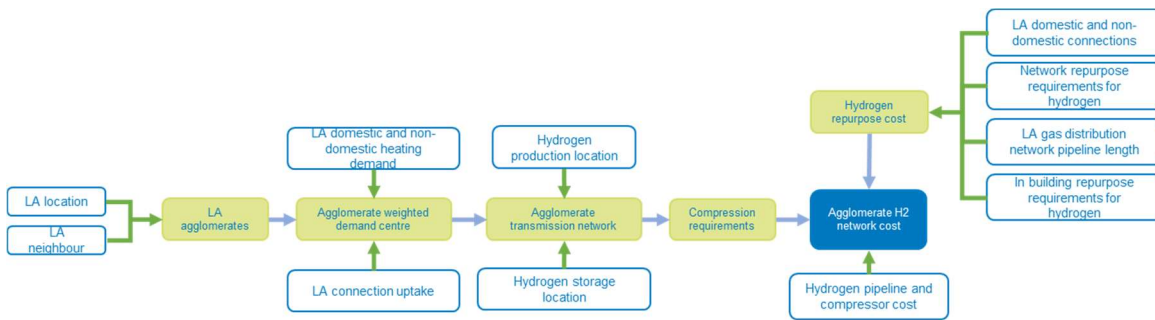 LA location
LA
neighbour
LA
agglomerates
LA domestic and non-
domestic heating
demand
Agglomerate weighted
demand centre
LA connection uptake
Hydrogen
production location
Agglomerate
transmission network
Hydrogen storage
location
Compression
requirements
Hydrogen
repurpose cost
Agglomerate H2
network cost
Hydrogen pipeline and
compressor cost
LA domestic and non-
domestic connections
Network repurpose
requirements for
hydrogen
LA gas distribution
network pipeline length
In building repurpose
requirements for
hydrogen